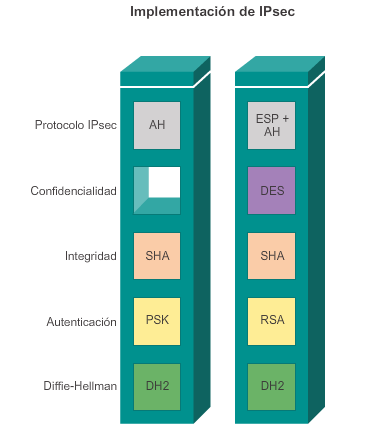 Implementación de IPsec
Protocolo IPsec
AH
ESP +
AH
Confidencialidad
DES
Integridad
SHA
SHA
Autenticación
PSK
RSA
Diffie-Hellman
DH2
DH2